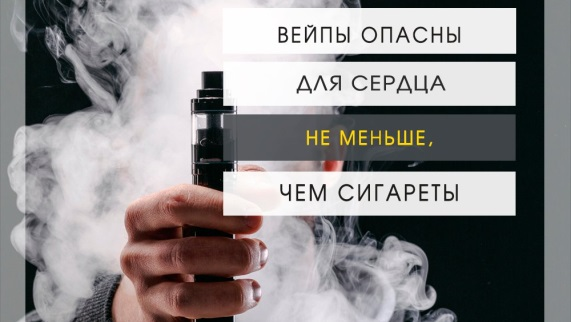 ВЕЙПЫ ОПАСНЫ
ДЛЯ СЕРДЦА
НЕ МЕНЬШЕ,
ЧЕМ СИГАРЕТЫ